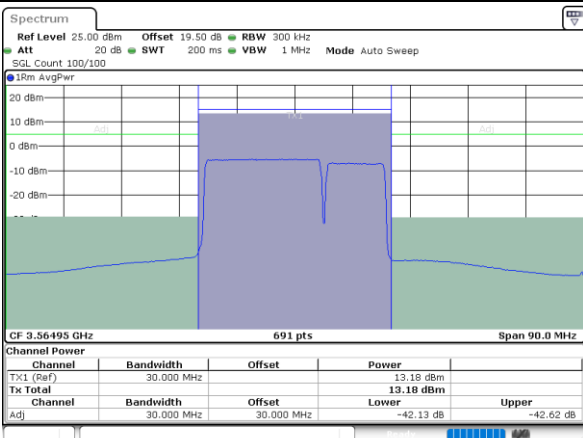 Spectrum
Ref Level 25.00 dBm Offset 19.50 dB RBW 300 kHz
Att 20 dB SWT 200 ms VBW 1 MHz Mode Auto Sweep
SGL Count 100/100
1Rm AvgPwr
20 dBm
10 dBm
Adj TX1 Adj
0 dBm
-10 dBm
-20 dBm
CF 3.56495 GHz 691 pts Span 90.0 MHz
Channel Power
Channel Bandwidth Offset Power
TX1 (Ref) 30.000 MHz 13.18 dBm
Tx Total 13.18 dBm
Channel Bandwidth Offset Lower Upper
Adj 30.000 MHz 30.000 MHz -42.13 dB -42.62 dB